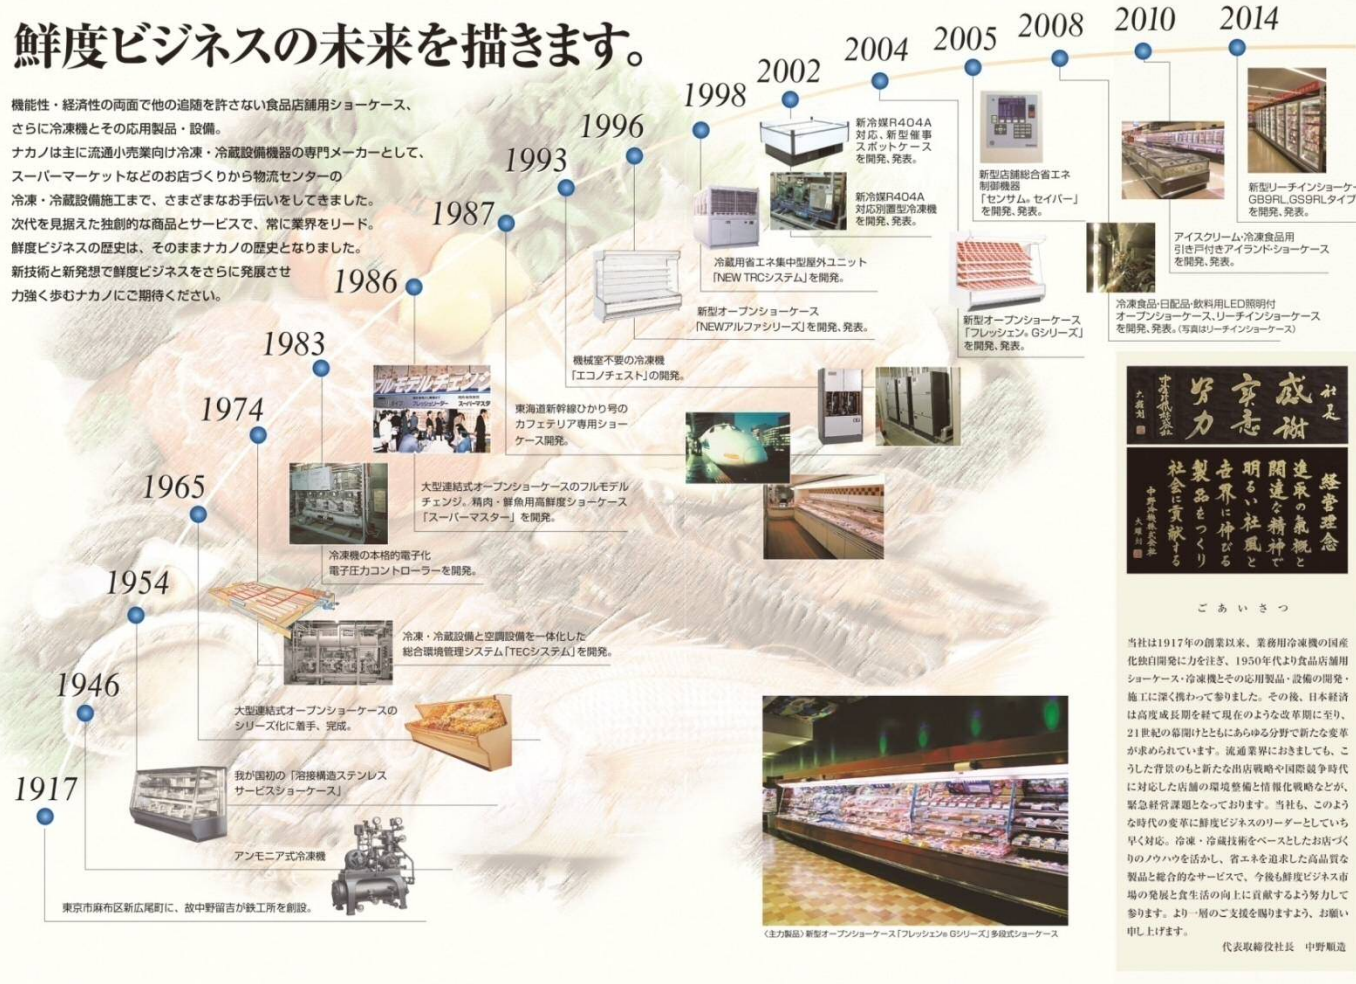 鮮度ビジネスの未来を描きます。
機能性・経済性の両面で他の追随を許さない食品店舗用ショーケース、
さらに冷凍機とその応用製品・設備。
ナカノは主に流通小売業向け冷凍・冷蔵設備機器の専門メーカーとして、
スーパーマーケットなどのお店づくりから物流センターの
冷凍・冷蔵設備施工まで、さまざまなお手伝いをしてきました。
次代を見据えた独創的な商品とサービスで、常に業界をリード。
鮮度ビジネスの歴史は、そのままナカノの歴史となりました。
新技術と新発想で鮮度ビジネスをさらに発展させ
力強く歩むナカノにご期待ください。
1917
東京市麻布区新広尾町に、故中野留吉が鉄工所を創設。
1946
アンモニア式冷凍機
1954
我が国初の「溶接構造ステンレス
サービスショーケース」
1965
大型連結式オープンショーケースの
シリーズ化に着手、完成。
1974
冷凍・冷蔵設備と空調設備を一体化した
総合環境管理システム「TECシステム」を開発。
1983
冷凍機の本格的電子化
電子圧力コントローラーを開発。
1986
フルモデルチェンジ
スーパーマスタ
大型連結式オープンショーケースのフルモデル
チェンジ。精肉・鮮魚用高鮮度ショーケース
「スーパーマスター」を開発。
1987
東海道新幹線ひかり号の
カフェテリア専用ショー
ケース開発。
1993
機械室不要の冷凍機
「エコノチェスト」の開発。
1996
新型オープンショーケース
「NEWアルファシリーズ」を開発、発表。
1998
冷蔵用省エネ集中型屋外ユニット
「NEW TRCシステム」を開発。
2002
新冷媒R404A
対応、新型催事
スポットケース
を開発、発表。
新冷媒R404A
対応別置型冷凍機
を開発、発表。
2004
新型オープンショーケース
「フレッシェン®Gシリーズ」
を開発、発表。
2005
新型店舗総合省エネ
制御機器
「センサム®セイバー」
を開発、発表。
2008
冷凍食品・日配品・飲料用LED照明付
オープンショーケース、リーチインショーケース
を開発、発表。(写真はリーチインショーケース)
2010
アイスクリーム・冷凍食品用
引き戸付きアイランド・ショーケース
を開発、発表。
2014
新型リーチインショーケー
GB9RL,GS9RLタイプ
を開発、発表。
〈主力製品〉新型オープンショーケース「フレッシェン®Gシリーズ」多段式ショーケース
社是
感謝
誠意
努力
経営理念
進取の氣概と
闊達な精神で
明るい社風と
世界に伸びる
製品をつくり
社会に貢献する
中野冷機株式会社
ごあいさつ
当社は1917年の創業以来、業務用冷凍機の国産
化独自開発に力を注ぎ、1950年代より食品店舗用
ショーケース・冷凍機とその応用製品・設備の開発・
施工に深く携わって参りました。その後、日本経済
は高度成長期を経て現在のような改革期に至り、
21世紀の幕開けとともにあらゆる分野で新たな変革
が求められています。流通業界におきましても、こ
うした背景のもと新たな出店戦略や国際競争時代
に対応した店舗の環境整備と情報化戦略などが、
緊急経営課題となっております。当社も、このよう
な時代の変革に鮮度ビジネスのリーダーとしていち
早く対応。冷凍・冷蔵技術をベースとしたお店づく
りのノウハウを活かし、省エネを追求した高品質な
製品と総合的なサービスで、今後も鮮度ビジネス市
場の発展と食生活の向上に貢献するよう努力して
参ります。より一層のご支援を賜りますよう、お願い
申し上げます。
代表取締役社長　中野順造